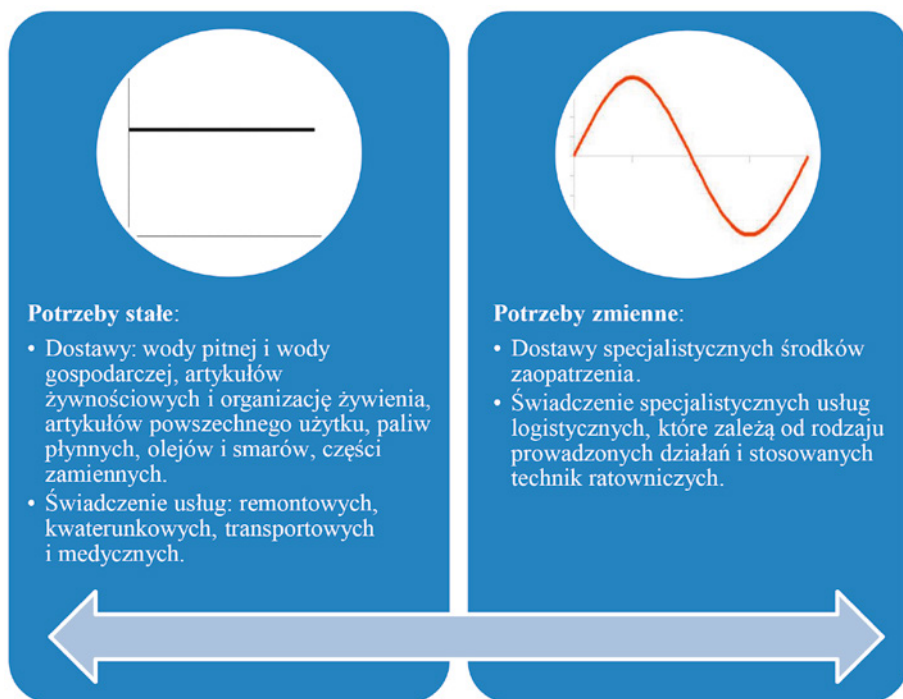 Potrzeby stałe:
• Dostawy: wody pitnej i wody
gospodarczej, artykułów
żywnościowych i organizację żywienia,
artykułów powszechnego użytku, paliw
płynnych, olejów i smarów, części
zamiennych.
• Świadczenie usług: remontowych,
kwaterunkowych, transportowych
i medycznych.
Potrzeby zmienne:
• Dostawy specjalistycznych środków
zaopatrzenia.
• Świadczenie specjalistycznych usług
logistycznych, które zależą od rodzaju
prowadzonych działań i stosowanych
technik ratowniczych.